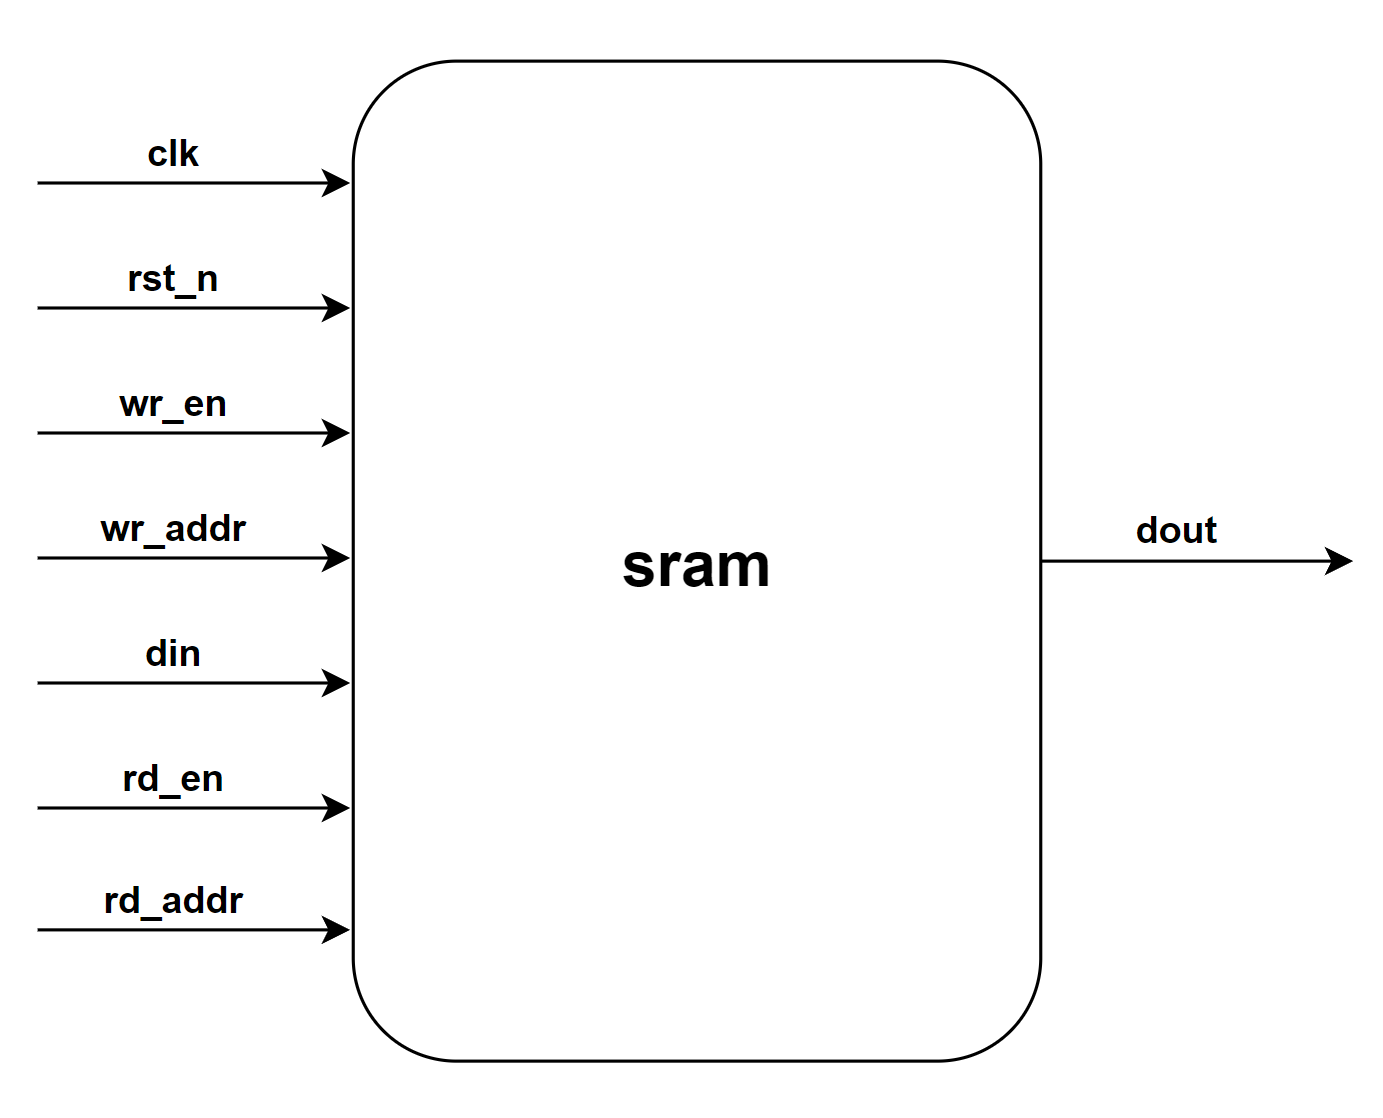 clk
rst_n
wr_en
wr_addr
din
rd_en
rd_addr
sram
dout